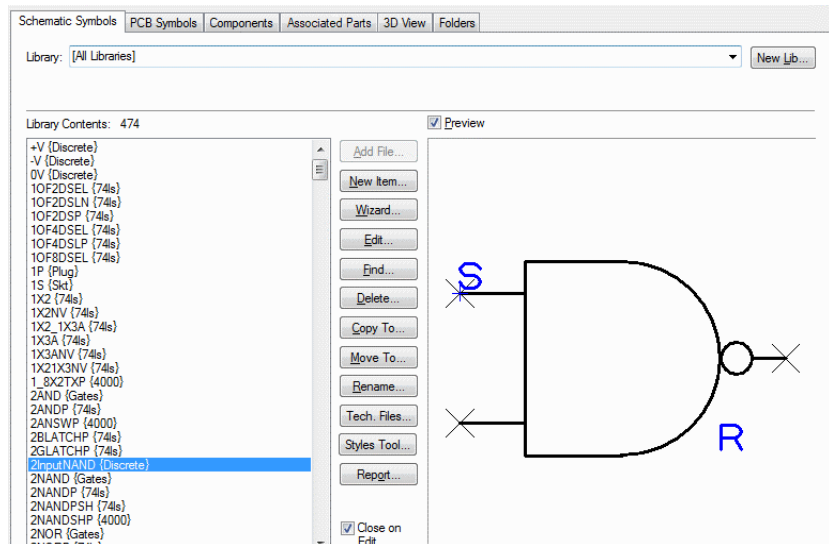 Schematic Symbols PCB Symbols Components Associated Parts 3D View Folders
Library: [All Libraries] New Lib...
Library Contents: 474
Preview
+V {Discrete}
-V {Discrete}
0V {Discrete}
1OF2DSEL {74ls}
1OF2DSLN {74ls}
1OF2DSP {74ls}
1OF4DSEL {74ls}
1OF4DSLP {74ls}
1OF8DSEL {74ls}
1P {Plug}
1S {Skt}
1X2 {74ls}
1X2NV {74ls}
1X2_1X3A {74ls}
1X3A {74ls}
1X3ANV {74ls}
1X21X3NV {74ls}
1_8X2TXP {4000}
2AND {Gates}
2ANDP {74ls}
2ANSWP {4000}
2BLATCHP {74ls}
2GLATCHP {74ls}
2InputNAND {Discrete}
2NAND {Gates}
2NANDP {74ls}
2NANDPSH {74ls}
2NANDSHP {4000}
2NOR {Gates}
Add File...
New Item...
Wizard...
Edit...
Find...
Delete...
Copy To...
Move To...
Rename...
Tech. Files...
Styles Tool...
Report...
Close on
Edit
S
R